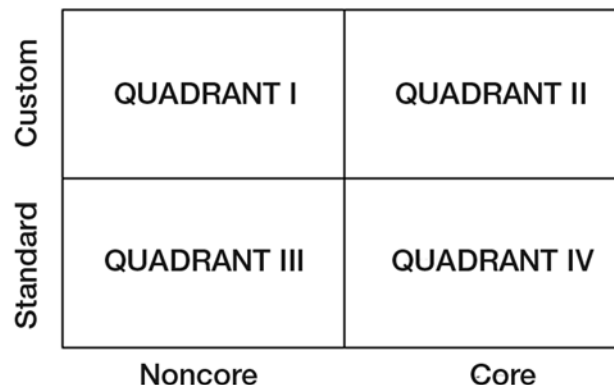 Custom
QUADRANT I
QUADRANT II
Standard
QUADRANT III
QUADRANT IV
Noncore
Core